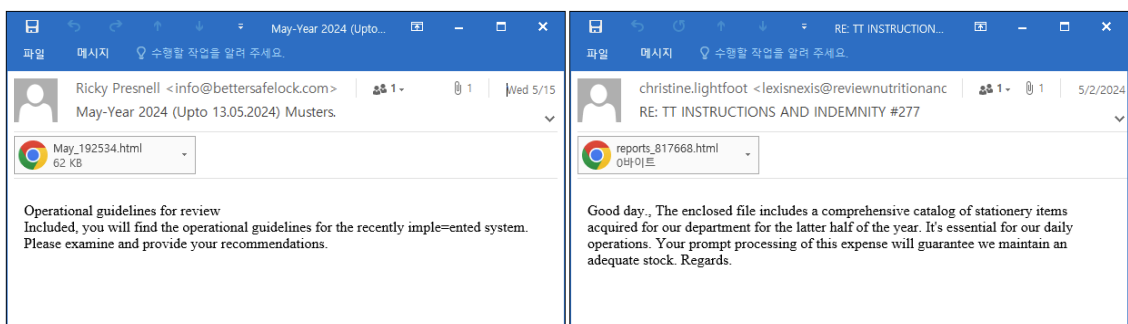 May-Year 2024 (Upto...
파일 메시지 수행할 작업을 알려 주세요.
Ricky Presnell <info@bettersafelock.com> 1 1 Wed 5/15
May-Year 2024 (Upto 13.05.2024) Musters.
May_192534.html
62 KB
Operational guidelines for review
Included, you will find the operational guidelines for the recently imple=ented system.
Please examine and provide your recommendations.
RE: TT INSTRUCTION...
파일 메시지 수행할 작업을 알려 주세요.
christine.lightfoot <lexisnexis@reviewnutritionanc 1 1 5/2/2024
RE: TT INSTRUCTIONS AND INDEMNITY #277
reports_817668.html
0바이트
Good day., The enclosed file includes a comprehensive catalog of stationery items
acquired for our department for the latter half of the year. It's essential for our daily
operations. Your prompt processing of this expense will guarantee we maintain an
adequate stock. Regards.